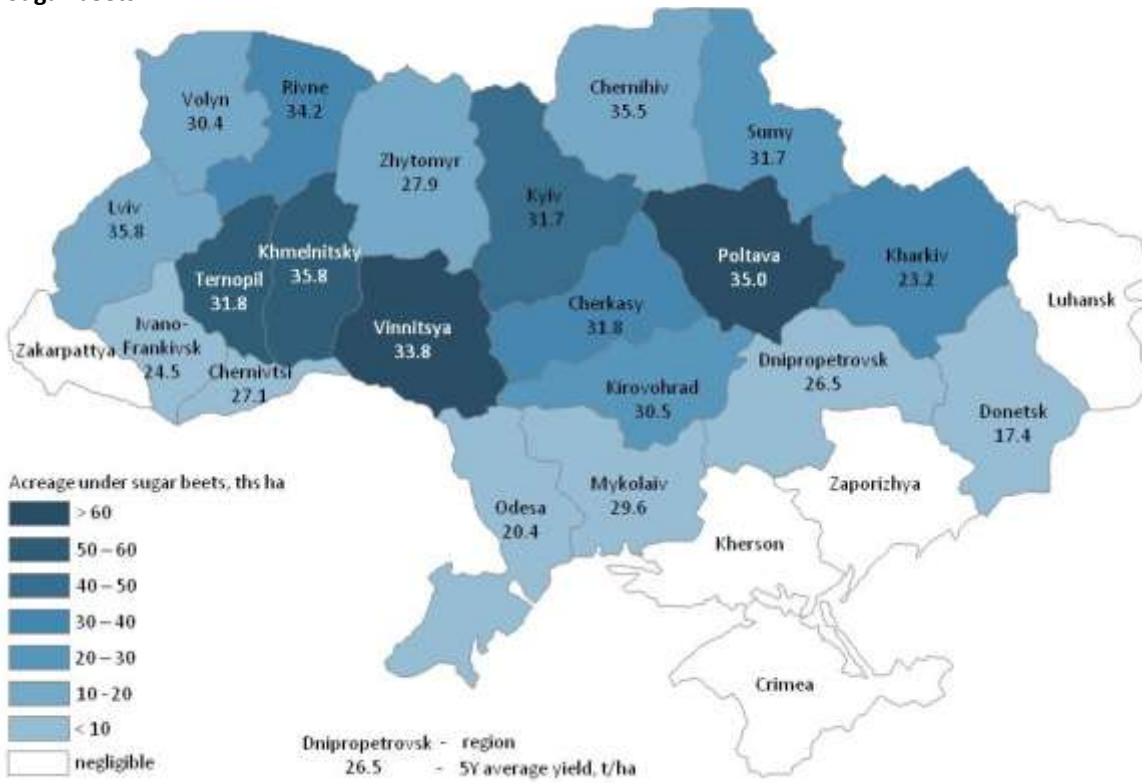 Rivne
34.2
Volyn
30.4
Chernihiv
35.5
Sumy
31.7
Zhytomyr
27.9
Kyiv
31.7
Lviv
35.8
Khmelnitsky
35.8
Ternopil
31.8
Poltava
35.0
Kharkiv
23.2
Luhansk
Cherkasy
31.8
Vinnitsya
33.8
Zakarpattya
Ivano-
Frankivsk
24.5
Chernivtsi
27.1
Dnipropetrovsk
26.5
Kirovohrad
30.5
Donetsk
17.4
Zaporizhya
Mykolaiv
29.6
Odesa
20.4
Kherson
Crimea
Acreage under sugar beets, ths ha
> 60
50 – 60
40 – 50
30 – 40
20 – 30
10 - 20
< 10
negligible
Dnipropetrovsk - region
26.5 - 5Y average yield, t/ha